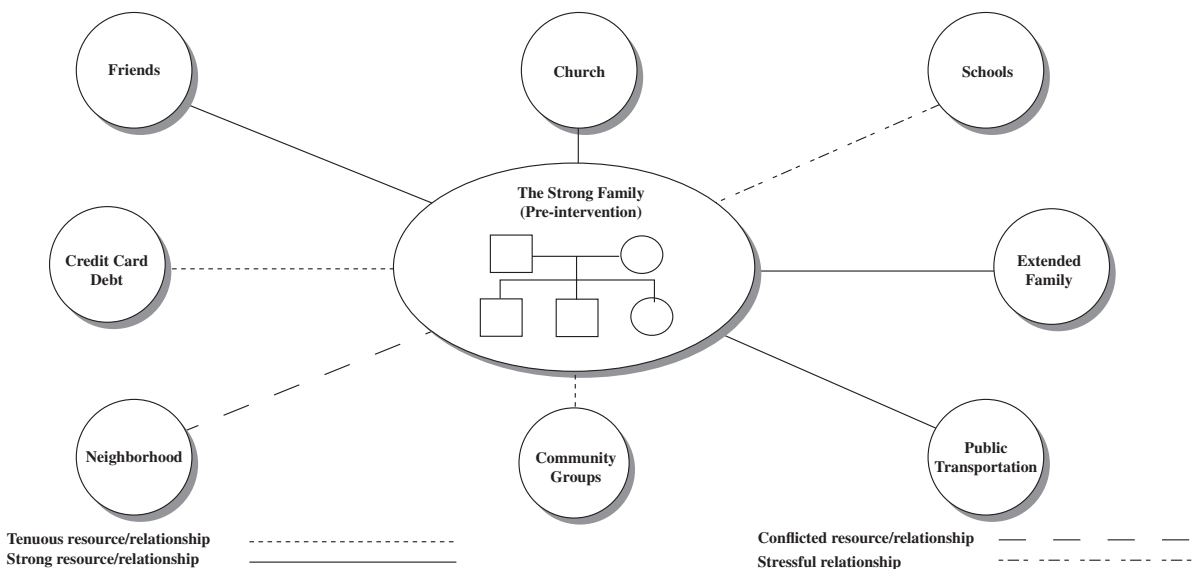 Friends
Church
Schools
The Strong Family
(Pre-intervention)
Credit Card
Debt
Extended
Family
Neighborhood
Community
Groups
Public
Transportation
Tenuous resource/relationship
Strong resource/relationship
Conflicted resource/relationship
Stressful relationship